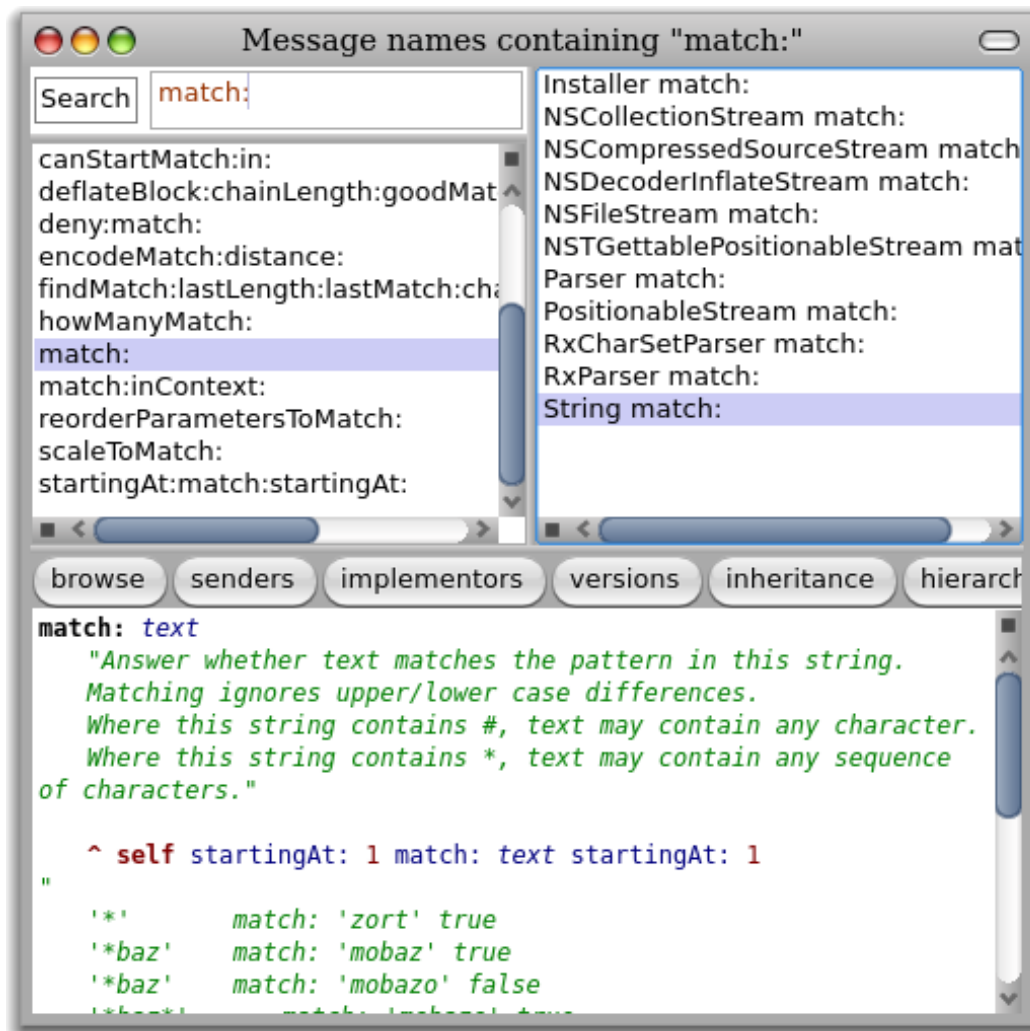 Message names containing "match:"
Search
match:
canStartMatch:in:
deflateBlock:chainLength:goodMat
deny:match:
encodeMatch:distance:
findMatch:lastLength:lastMatch:cha
howManyMatch:
match:
match:inContext:
reorderParametersToMatch:
scaleToMatch:
startingAt:match:startingAt:
Installer match:
NSCollectionStream match:
NSCompressedSourceStream match
NSDecoderInflateStream match:
NSFileStream match:
NSTGettablePositionableStream mat
Parser match:
PositionableStream match:
RxCharSetParser match:
RxParser match:
String match:
browse senders implementors versions inheritance hierarch
match: text
"Answer whether text matches the pattern in this string.
Matching ignores upper/lower case differences.
Where this string contains #, text may contain any character.
Where this string contains *, text may contain any sequence
of characters."
^ self startingAt: 1 match: text startingAt: 1
"
'*' match: 'zort' true
'*baz' match: 'mobaz' true
'*baz' match: 'mobazo' false
'*baz*' match: 'mobazo' true